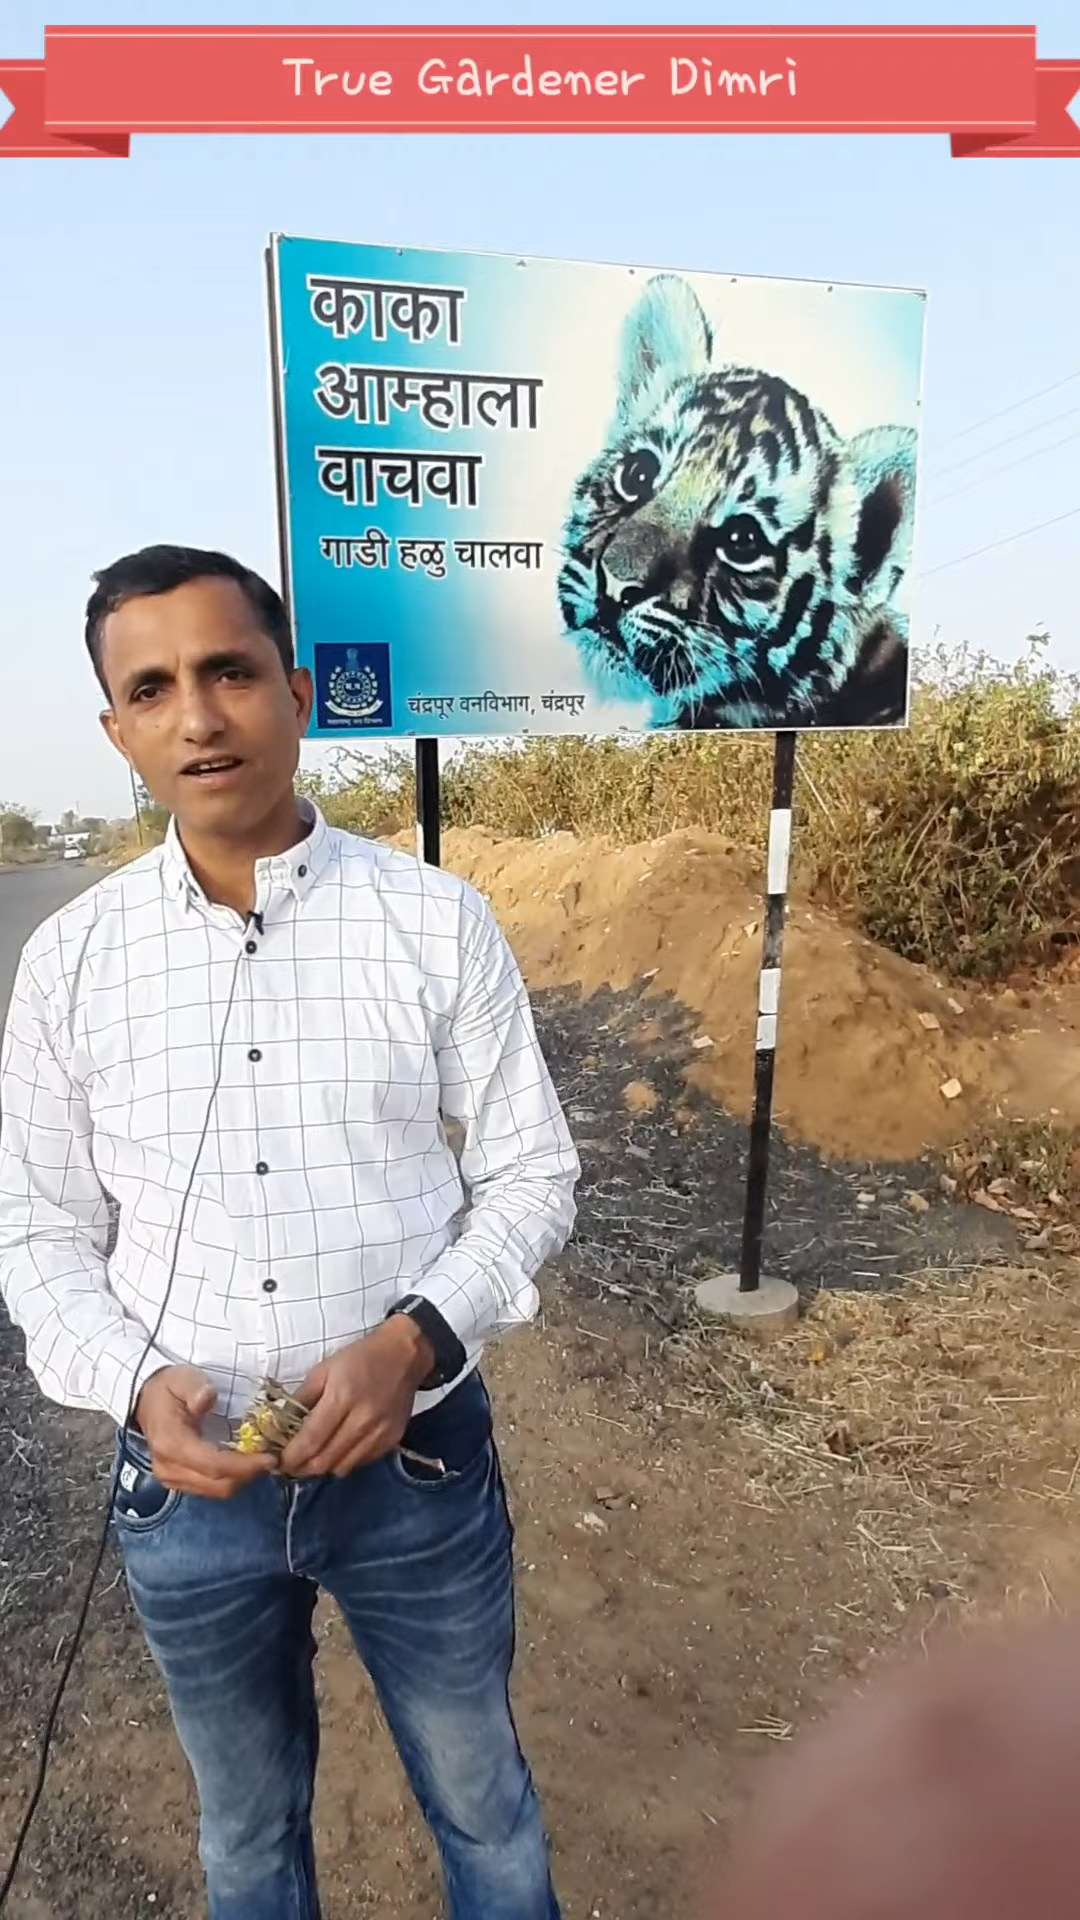 True Gardener Dimri
काका
आम्हाला
वाचवा
गाडी हळु चालवा
चंद्रपूर वनविभाग, चंद्रपूर